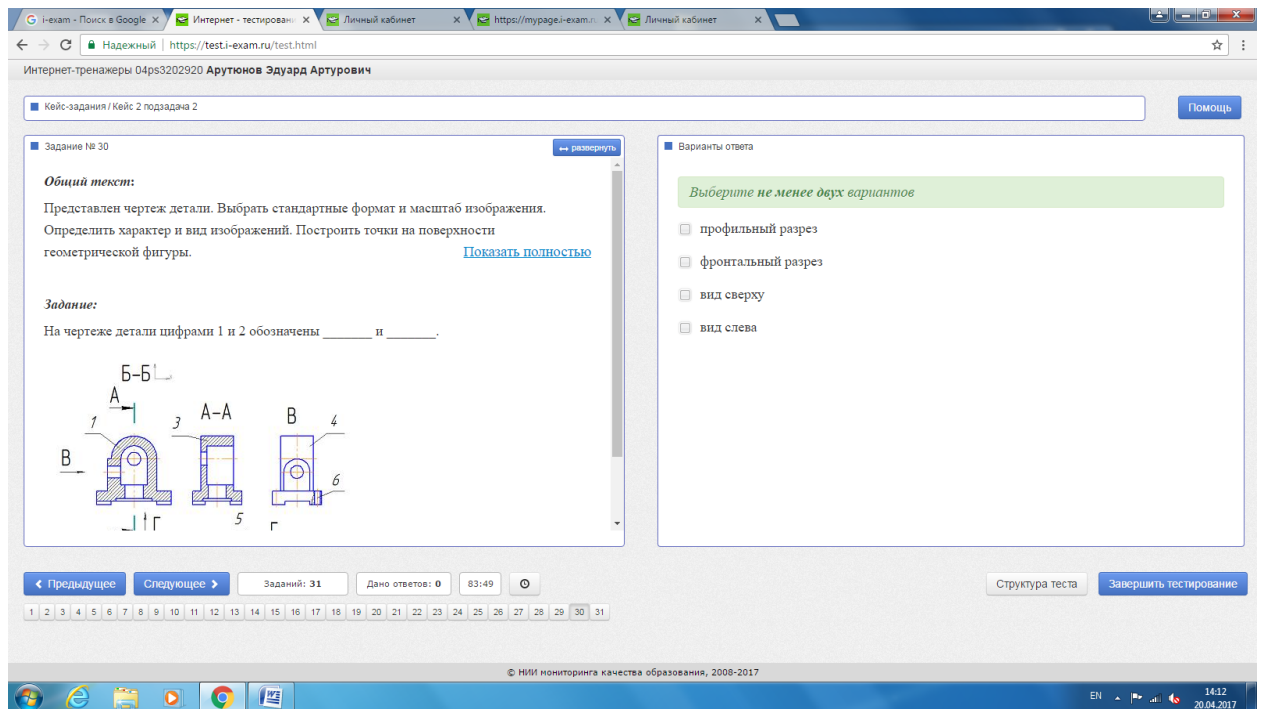 i-exam - Поиск в Google
Интернет - тестировани
Личный кабинет
https://mypage.i-exam.r
Личный кабинет
Надежный
https://test.i-exam.ru/test.html
Интернет-тренажеры 04ps3202920 Арутюнов Эдуард Артурович
Кейс-задания / Кейс 2 подзадача 2
Помощь
Задание № 30
развернуть
Общий текст:
Представлен чертеж детали. Выбрать стандартные формат и масштаб изображения.
Определить характер и вид изображений. Построить точки на поверхности
геометрической фигуры.
Показать полностью
Задание:
На чертеже детали цифрами 1 и 2 обозначены _______ и _______.
Б-Б
А
1
3
А-А
В
4
В
6
Г
5
Г
Варианты ответа
Выберите не менее двух вариантов
профильный разрез
фронтальный разрез
вид сверху
вид слева
Предыдущее
Следующее
Заданий: 31
Дано ответов: 0
83:49
Структура теста
Завершить тестирование
1 2 3 4 5 6 7 8 9 10 11 12 13 14 15 16 17 18 19 20 21 22 23 24 25 26 27 28 29 30 31
© НИИ мониторинга качества образования, 2008-2017
EN
14:12
20.04.2017